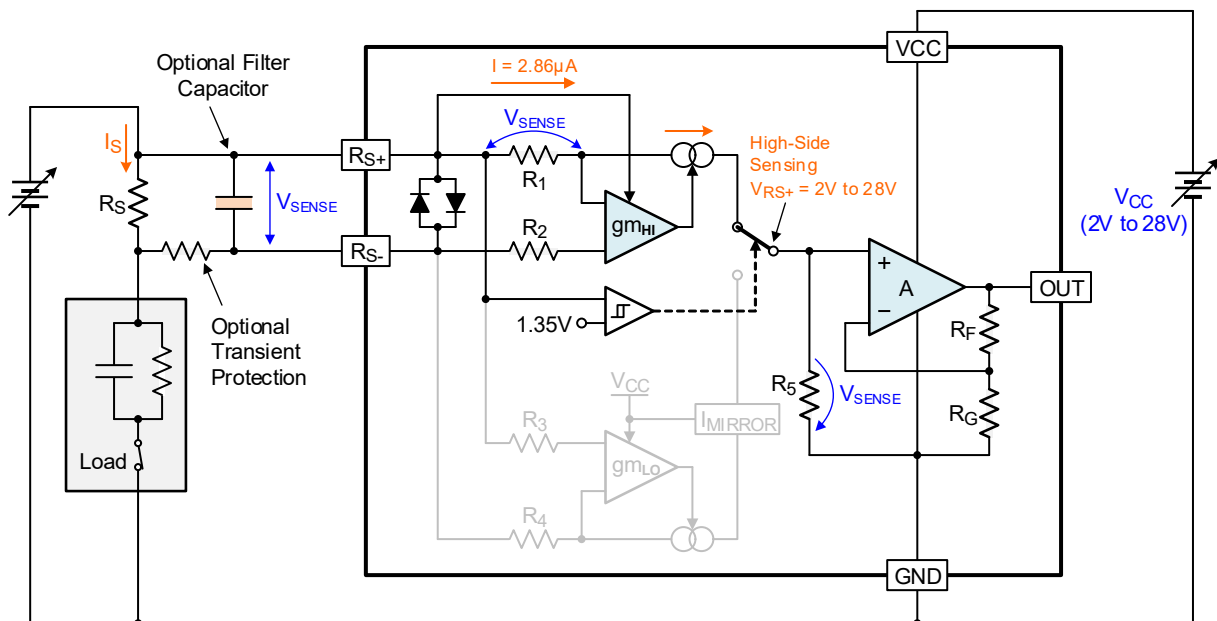 VCC
I = 2.86µA
Optional Filter
Capacitor
VSENSE
IS
RS+
R1
High-Side
Sensing
VRS+ = 2V to 28V
RS
VSENSE
gmHI
VCC
(2V to 28V)
R2
RS-
+
A
−
OUT
1.35V
Optional
Transient
Protection
RF
VCC
R5
VSENSE
RG
R3
IMIRROR
gmLO
Load
R4
GND